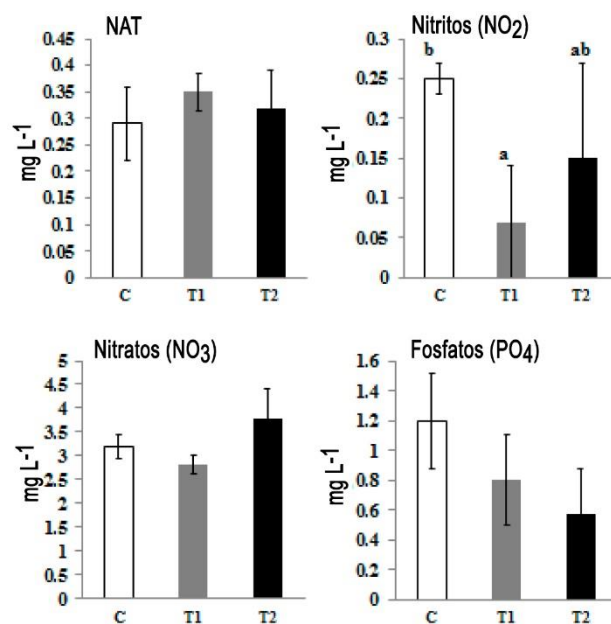 NAT
mg L-1
0.45
0.4
0.35
0.3
0.25
0.2
0.15
0.1
0.05
0
C T1 T2
Nitritos (NO2)
mg L-1
0.3
0.25
0.2
0.15
0.1
0.05
0
b a ab
C T1 T2
Nitratos (NO3)
mg L-1
5
4.5
4
3.5
3
2.5
2
1.5
1
0.5
0
C T1 T2
Fosfatos (PO4)
mg L-1
1.6
1.4
1.2
1
0.8
0.6
0.4
0.2
0
C T1 T2